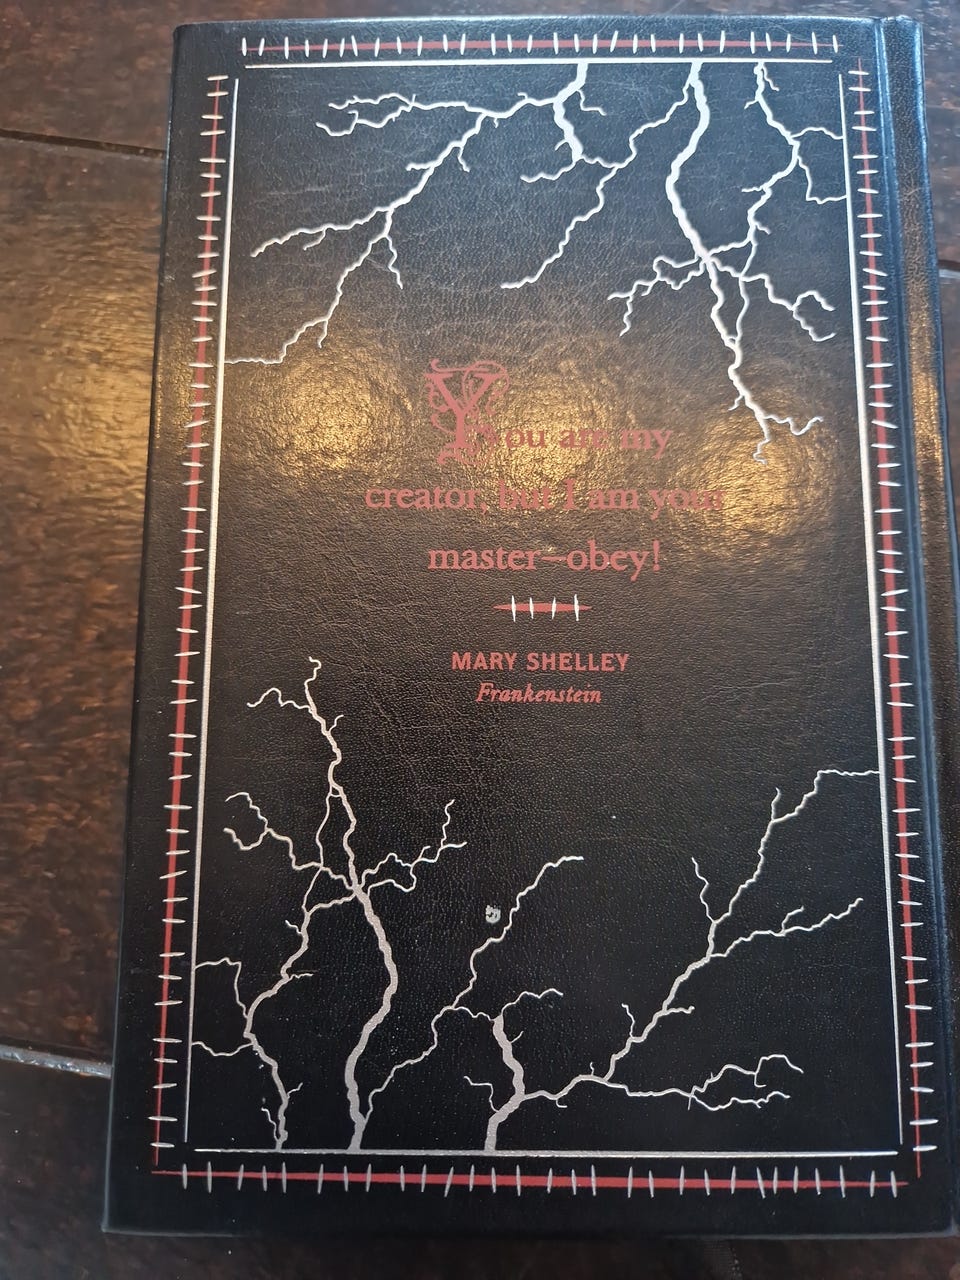 You are my
creator, but I am your
master—obey!
MARY SHELLEY
Frankenstein